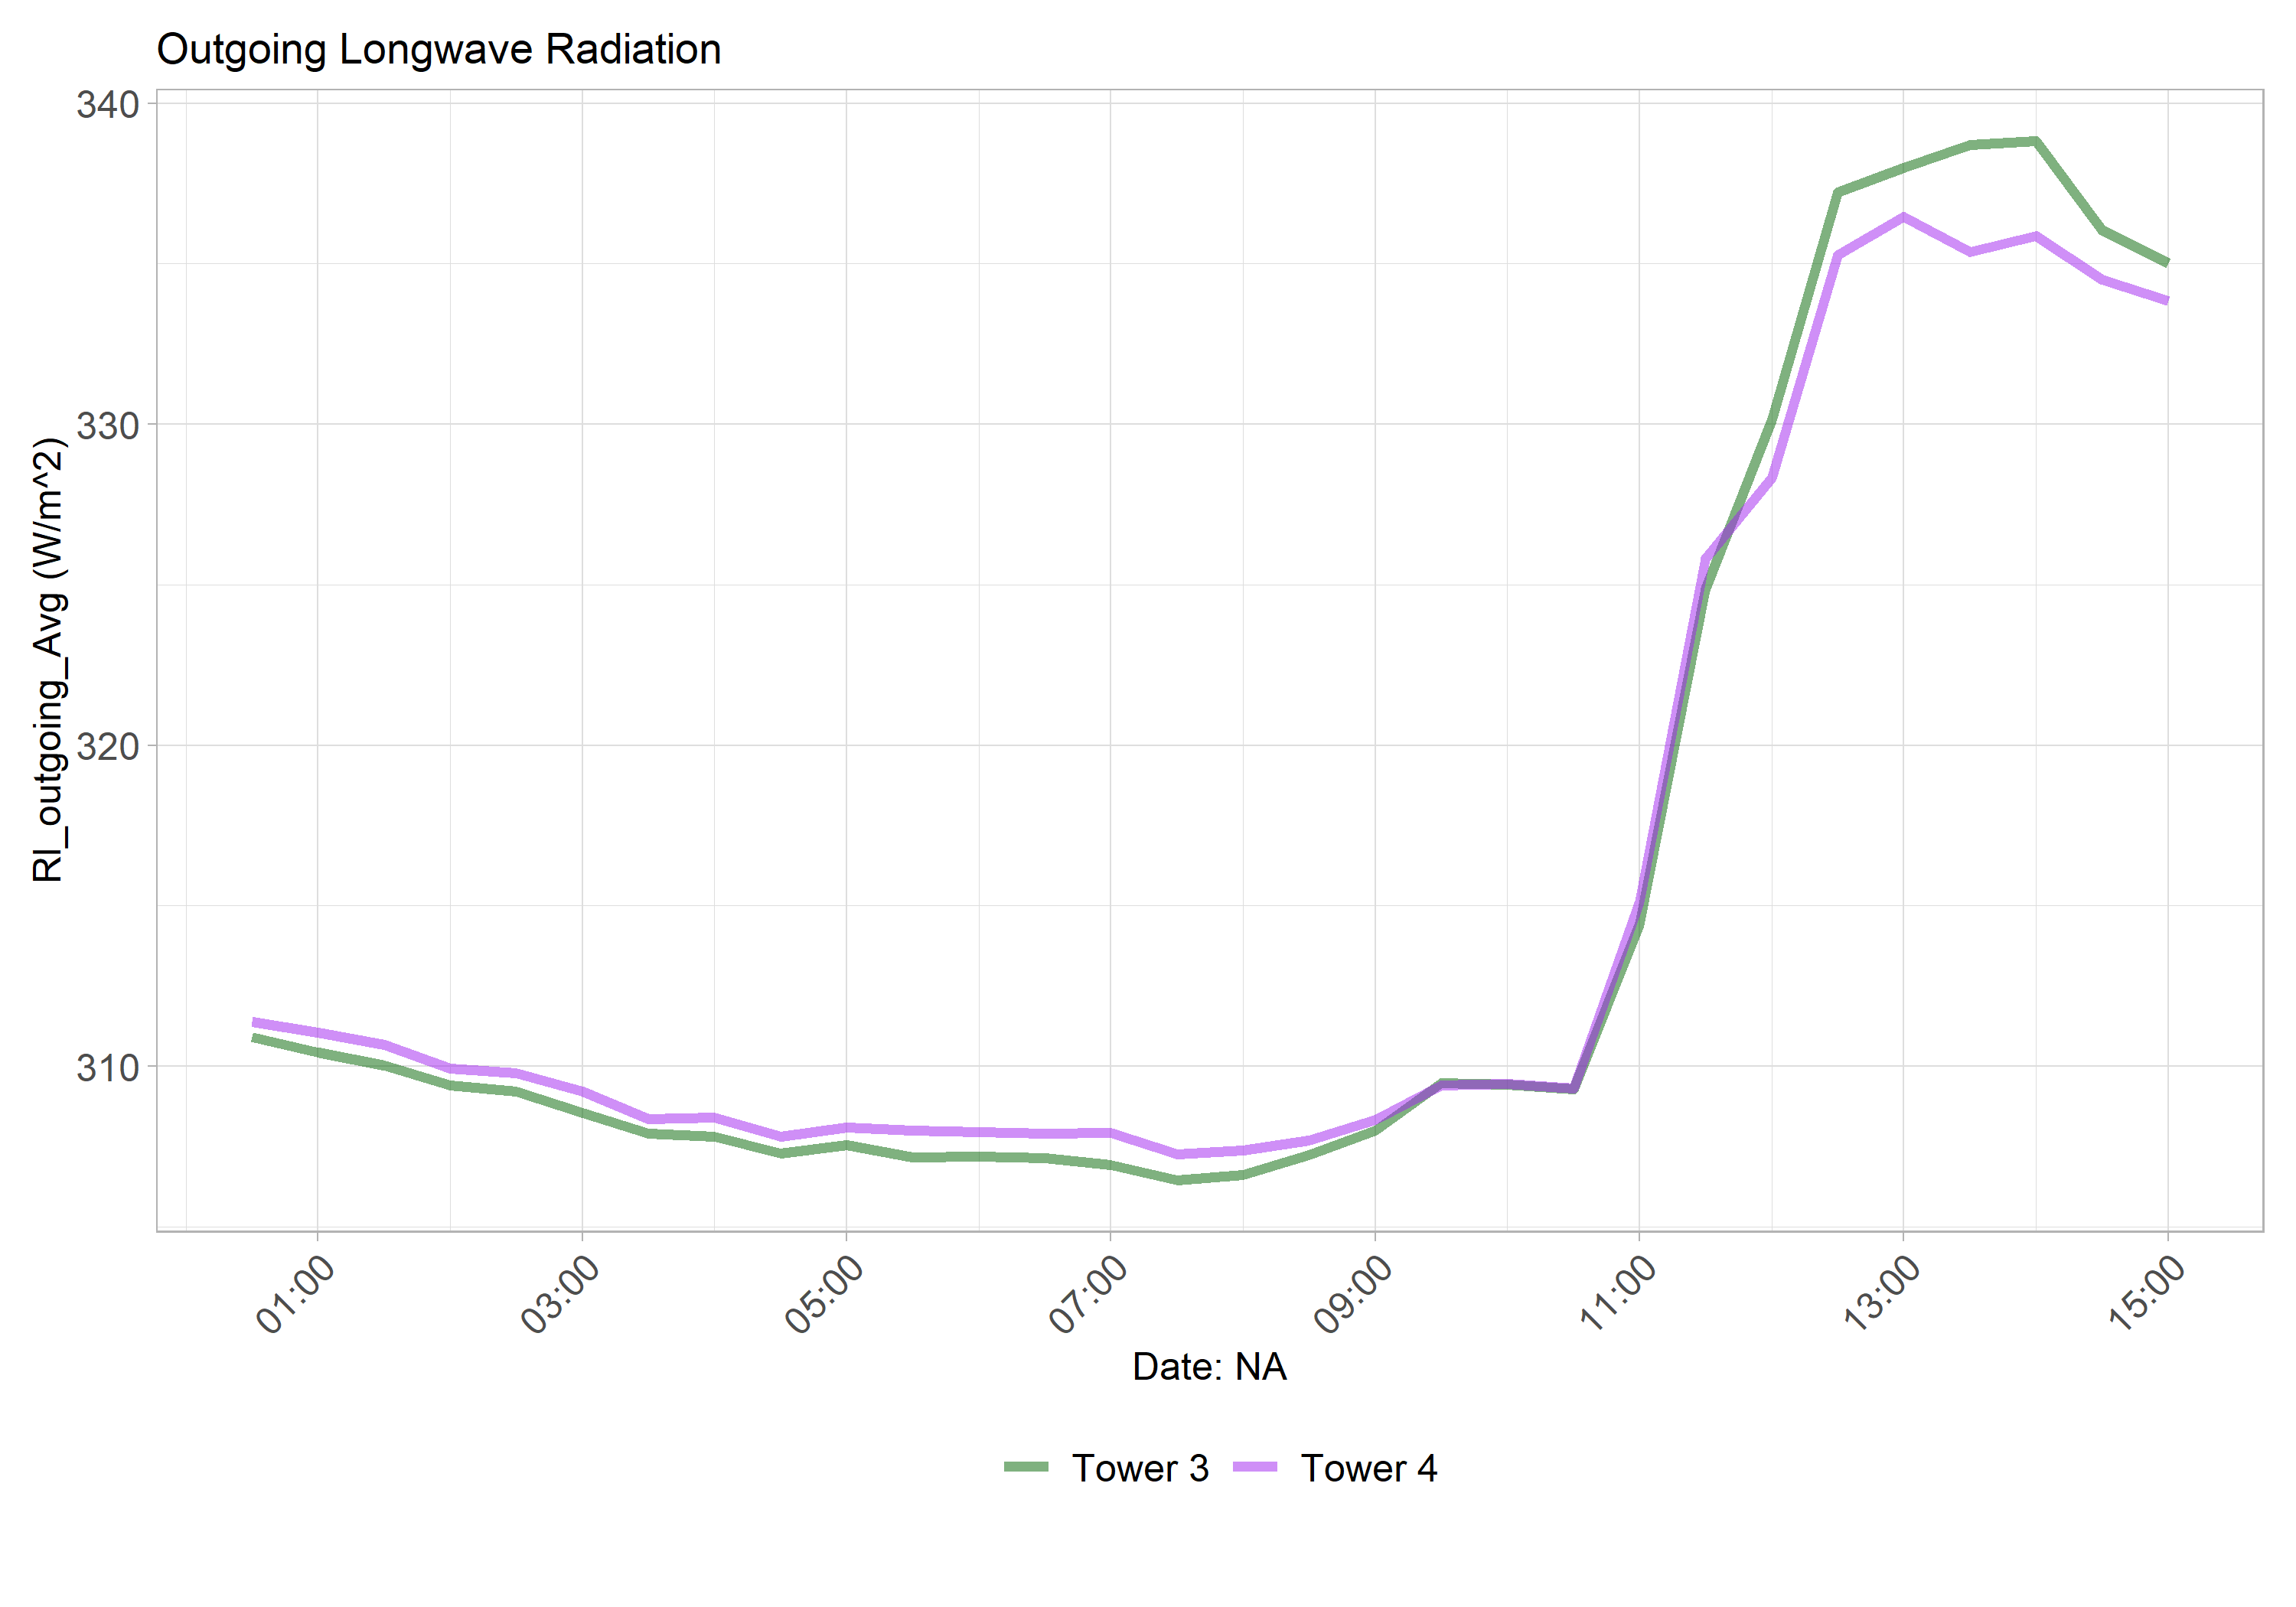 Outgoing Longwave Radiation
Rl_outgoing_Avg (W/m^2)
340
330
320
310
01:00 03:00 05:00 07:00 09:00 11:00 13:00 15:00
Date: NA
Tower 3 Tower 4